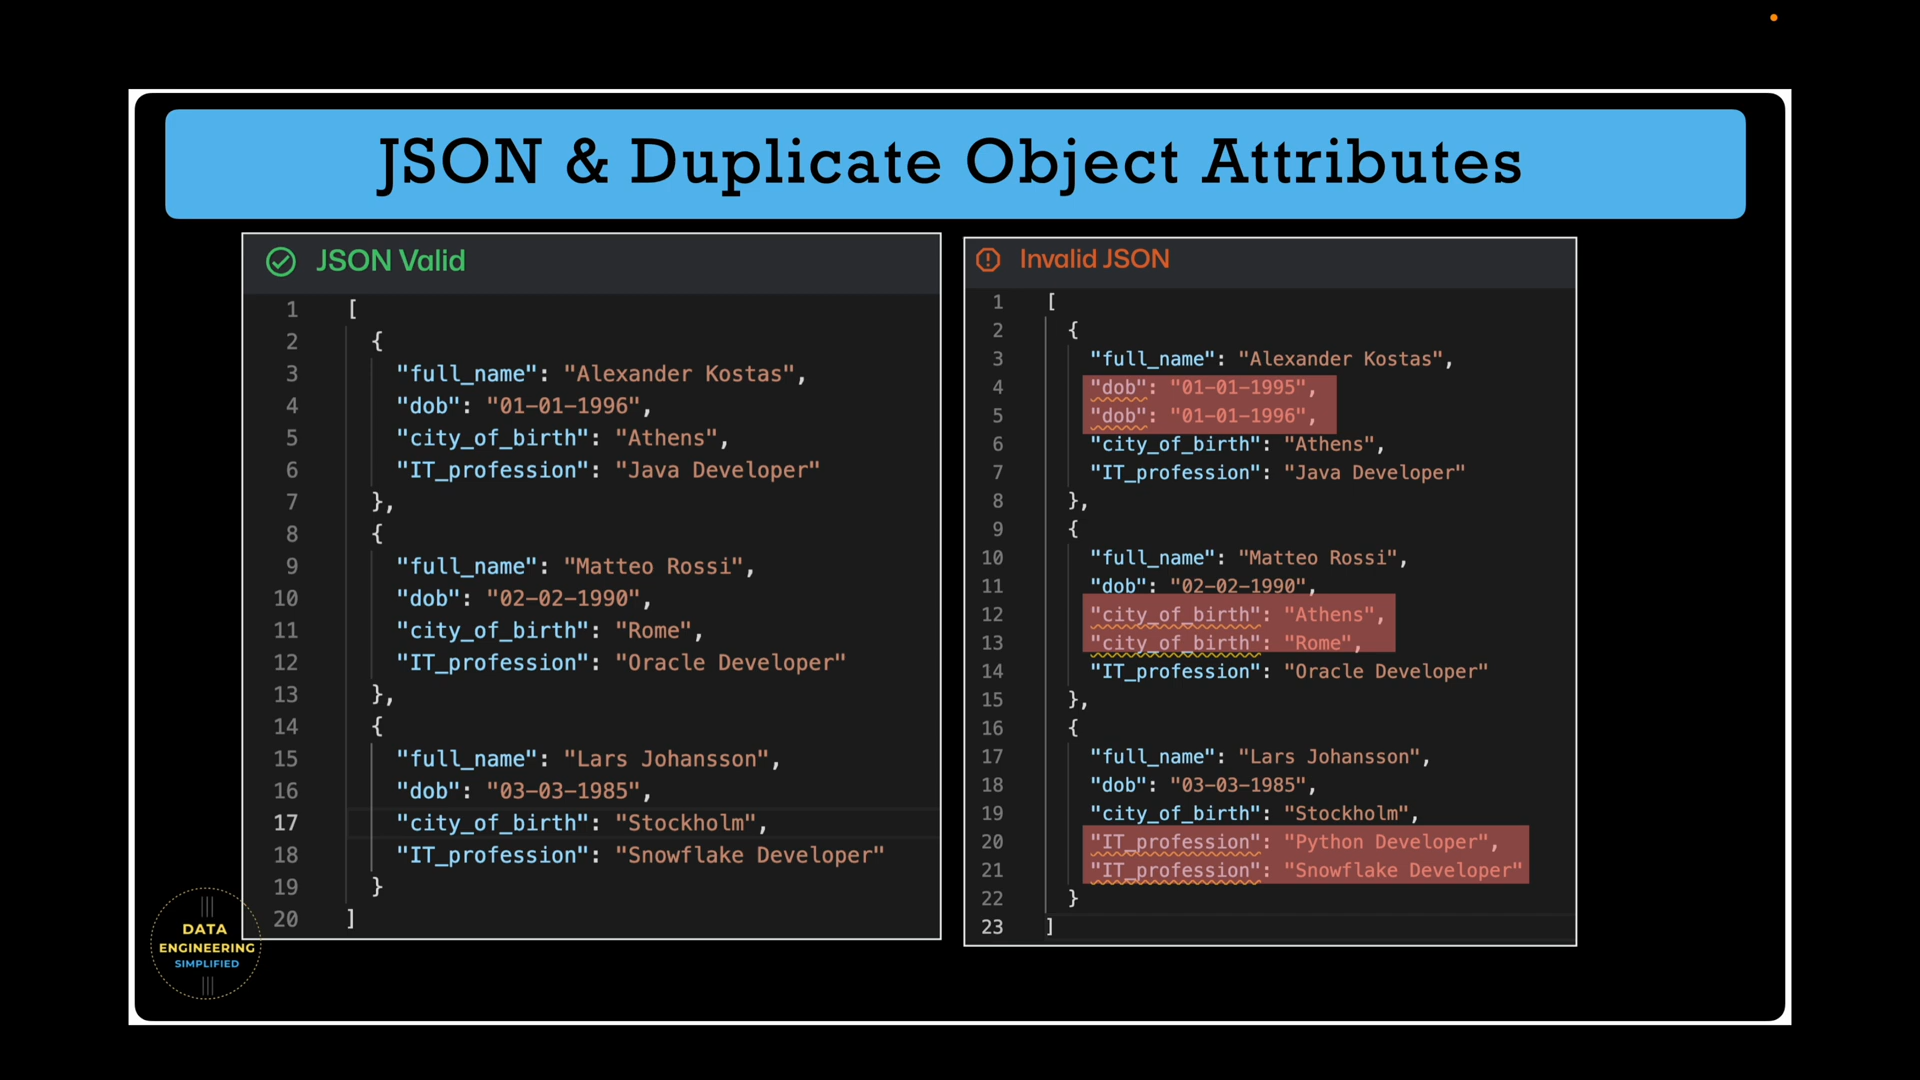 JSON & Duplicate Object Attributes
JSON Valid
1 [
2 {
3 "full_name": "Alexander Kostas",
4 "dob": "01-01-1996",
5 "city_of_birth": "Athens",
6 "IT_profession": "Java Developer"
7 },
8 {
9 "full_name": "Matteo Rossi",
10 "dob": "02-02-1990",
11 "city_of_birth": "Rome",
12 "IT_profession": "Oracle Developer"
13 },
14 {
15 "full_name": "Lars Johansson",
16 "dob": "03-03-1985",
17 "city_of_birth": "Stockholm",
18 "IT_profession": "Snowflake Developer"
19 }
20 ]
Invalid JSON
1 [
2 {
3 "full_name": "Alexander Kostas",
4 "dob": "01-01-1995",
5 "dob": "01-01-1996",
6 "city_of_birth": "Athens",
7 "IT_profession": "Java Developer"
8 },
9 {
10 "full_name": "Matteo Rossi",
11 "dob": "02-02-1990",
12 "city_of_birth": "Athens",
13 "city_of_birth": "Rome",
14 "IT_profession": "Oracle Developer"
15 },
16 {
17 "full_name": "Lars Johansson",
18 "dob": "03-03-1985",
19 "city_of_birth": "Stockholm",
20 "IT_profession": "Python Developer",
21 "IT_profession": "Snowflake Developer"
22 }
23 ]
DATA
ENGINEERING
SIMPLIFIED